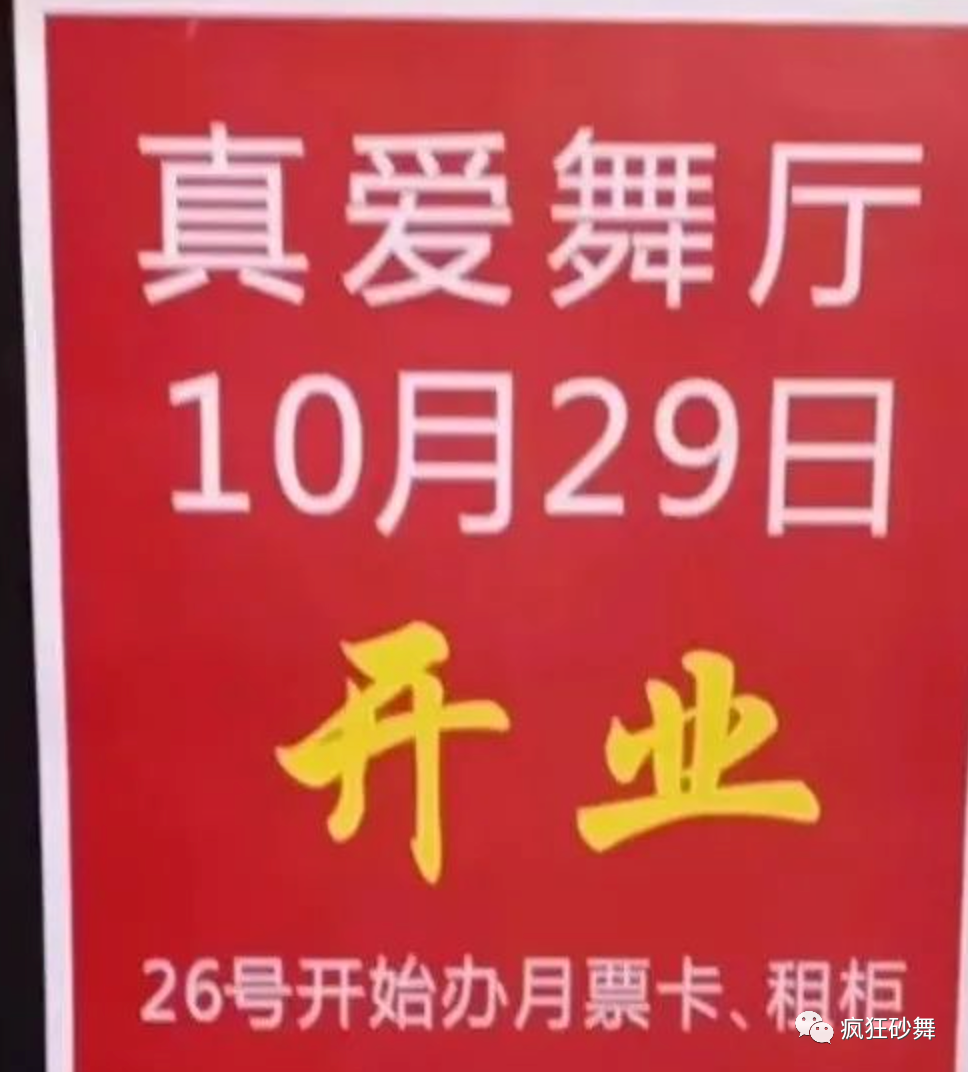 真爱舞厅
10月29日
开业
26号开始办月票卡、租柜
疯狂砂舞